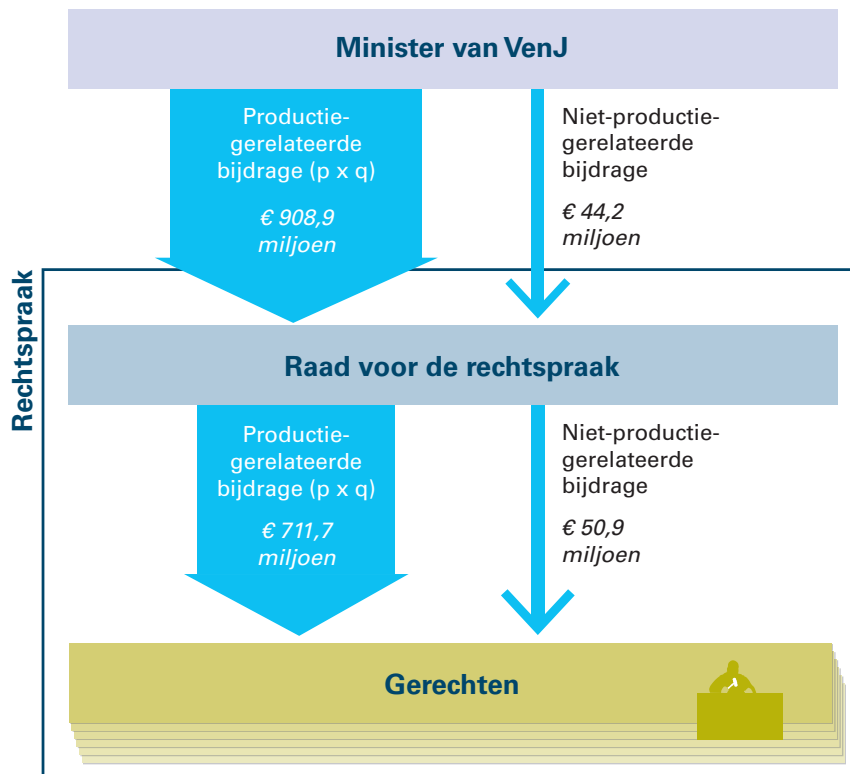 Minister van VenJ
Productie-
gerelateerde
bijdrage (p x q)
€ 908,9
miljoen
Niet-productie-
gerelateerde
bijdrage
€ 44,2
miljoen
Rechtspraak
Raad voor de rechtspraak
Productie-
gerelateerde
bijdrage (p x q)
€ 711,7
miljoen
Niet-productie-
gerelateerde
bijdrage
€ 50,9
miljoen
Gerechten